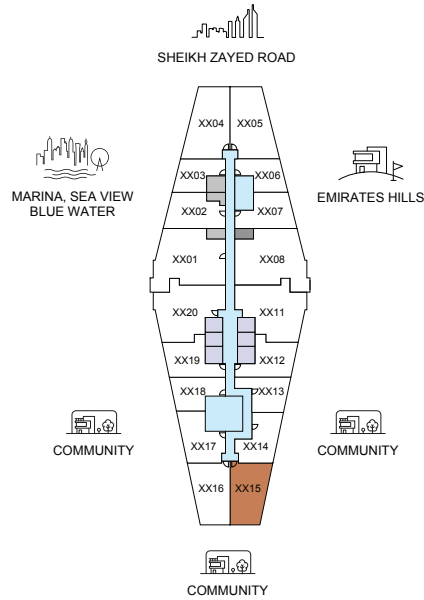 SHEIKH ZAYED ROAD
XX04 XX05
XX03 XX06
MARINA, SEA VIEW
BLUE WATER
EMIRATES HILLS
XX02 XX07
XX01 XX08
XX20 XX11
XX19 XX12
XX18 XX13
COMMUNITY
COMMUNITY
XX17 XX14
XX16 XX15
COMMUNITY